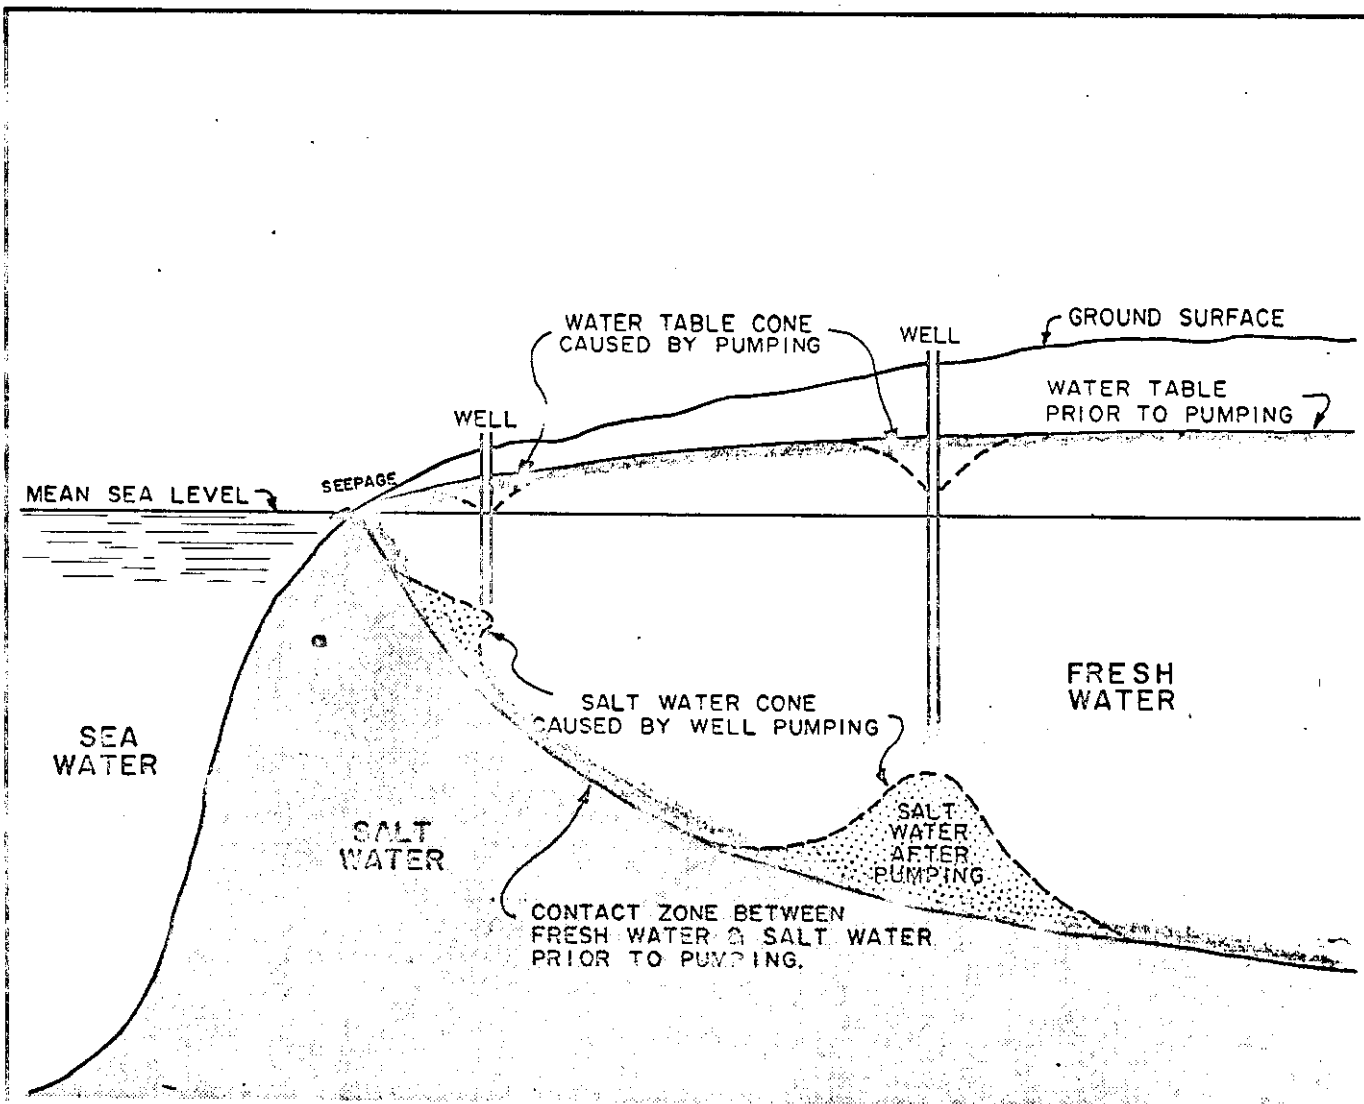 WATER TABLE CONE
CAUSED BY PUMPING
WELL
GROUND SURFACE
WATER TABLE
PRIOR TO PUMPING
WELL
SEEPAGE
MEAN SEA LEVEL
FRESH
WATER
SALT WATER CONE
CAUSED BY WELL PUMPING
SEA
WATER
SALT
WATER
SALT
WATER
AFTER
PUMPING
CONTACT ZONE BETWEEN
FRESH WATER & SALT WATER
PRIOR TO PUMPING.